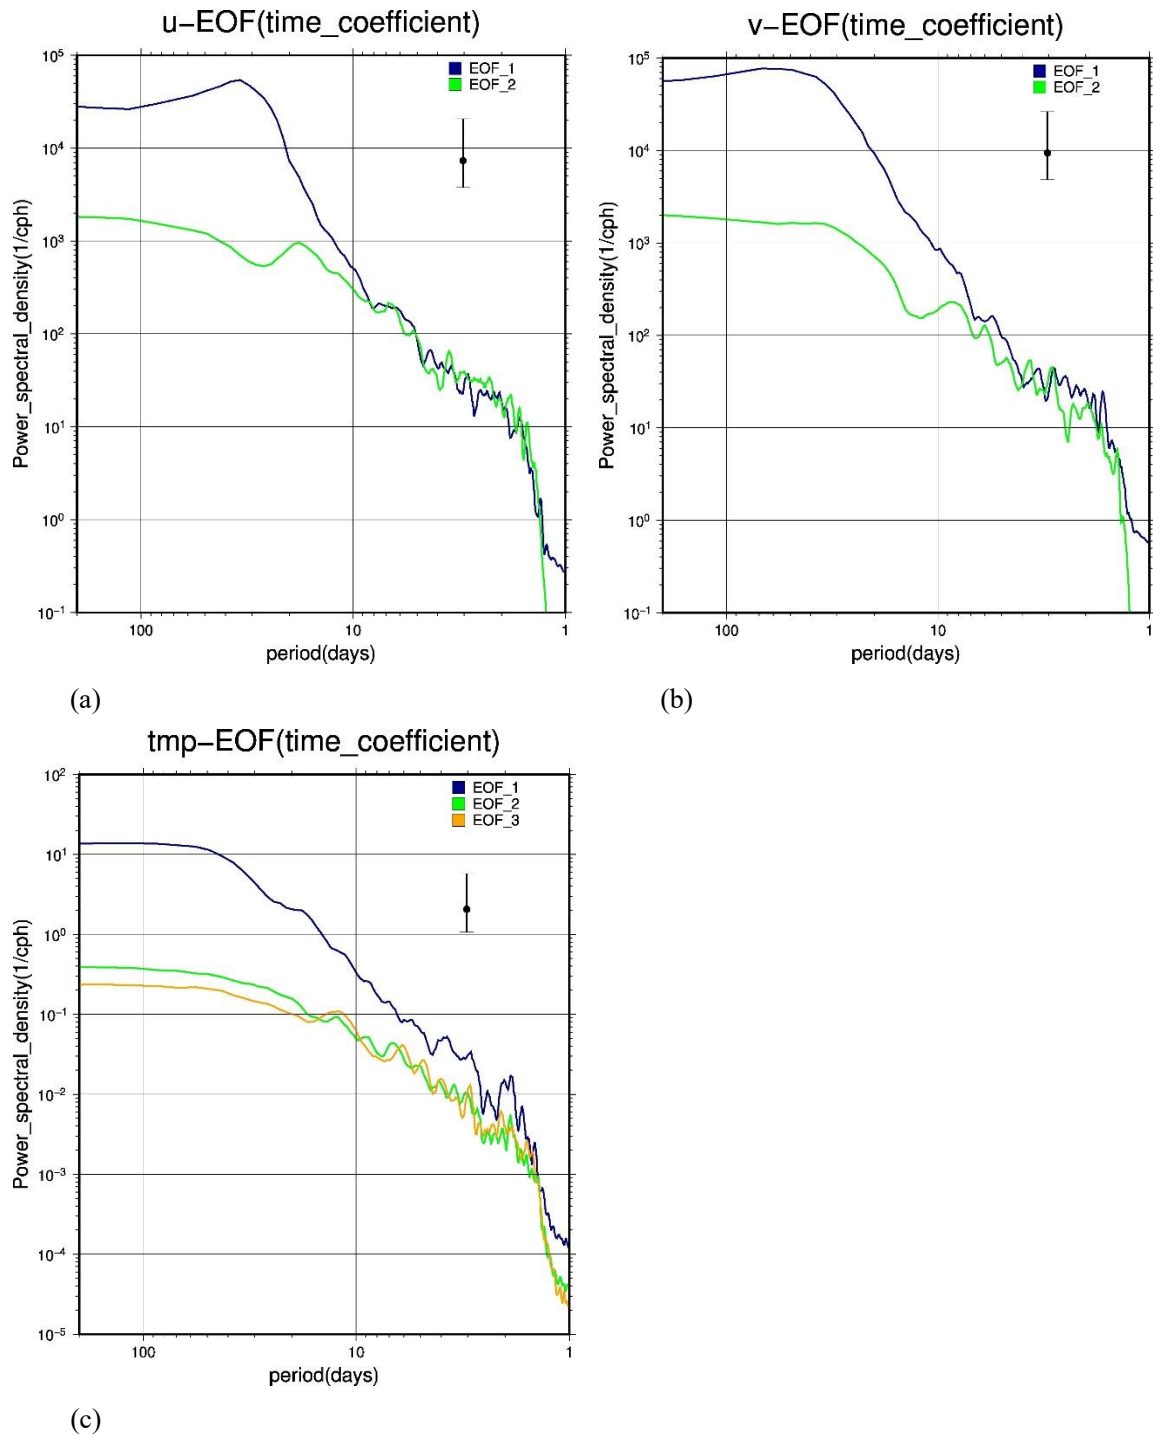 u-EOF(time_coefficient)
10⁵
10⁴
10³
10²
10¹
10⁰
10⁻¹
Power_spectral_density(1/cph)
EOF_1
EOF_2
100
10
1
period(days)
(a)
v-EOF(time_coefficient)
10⁵
10⁴
10³
10²
10¹
10⁰
10⁻¹
Power_spectral_density(1/cph)
EOF_1
EOF_2
100
10
1
period(days)
(b)
tmp-EOF(time_coefficient)
10²
10¹
10⁰
10⁻¹
10⁻²
10⁻³
10⁻⁴
10⁻⁵
Power_spectral_density(1/cph)
EOF_1
EOF_2
EOF_3
100
10
1
period(days)
(c)